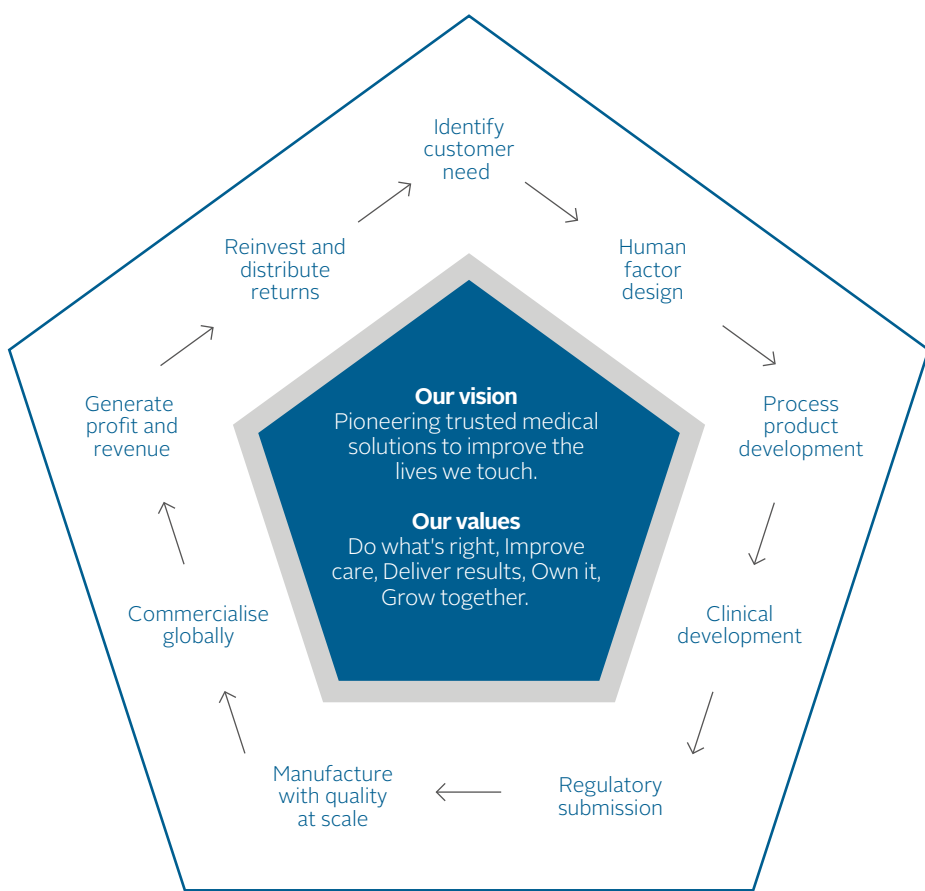 Identify
customer
need
Human
factor
design
Process
product
development
Clinical
development
Regulatory
submission
Manufacture
with quality
at scale
Commercialise
globally
Generate
profit and
revenue
Reinvest and
distribute
returns
Our vision
Pioneering trusted medical
solutions to improve the
lives we touch.
Our values
Do what's right, Improve
care, Deliver results, Own it,
Grow together.